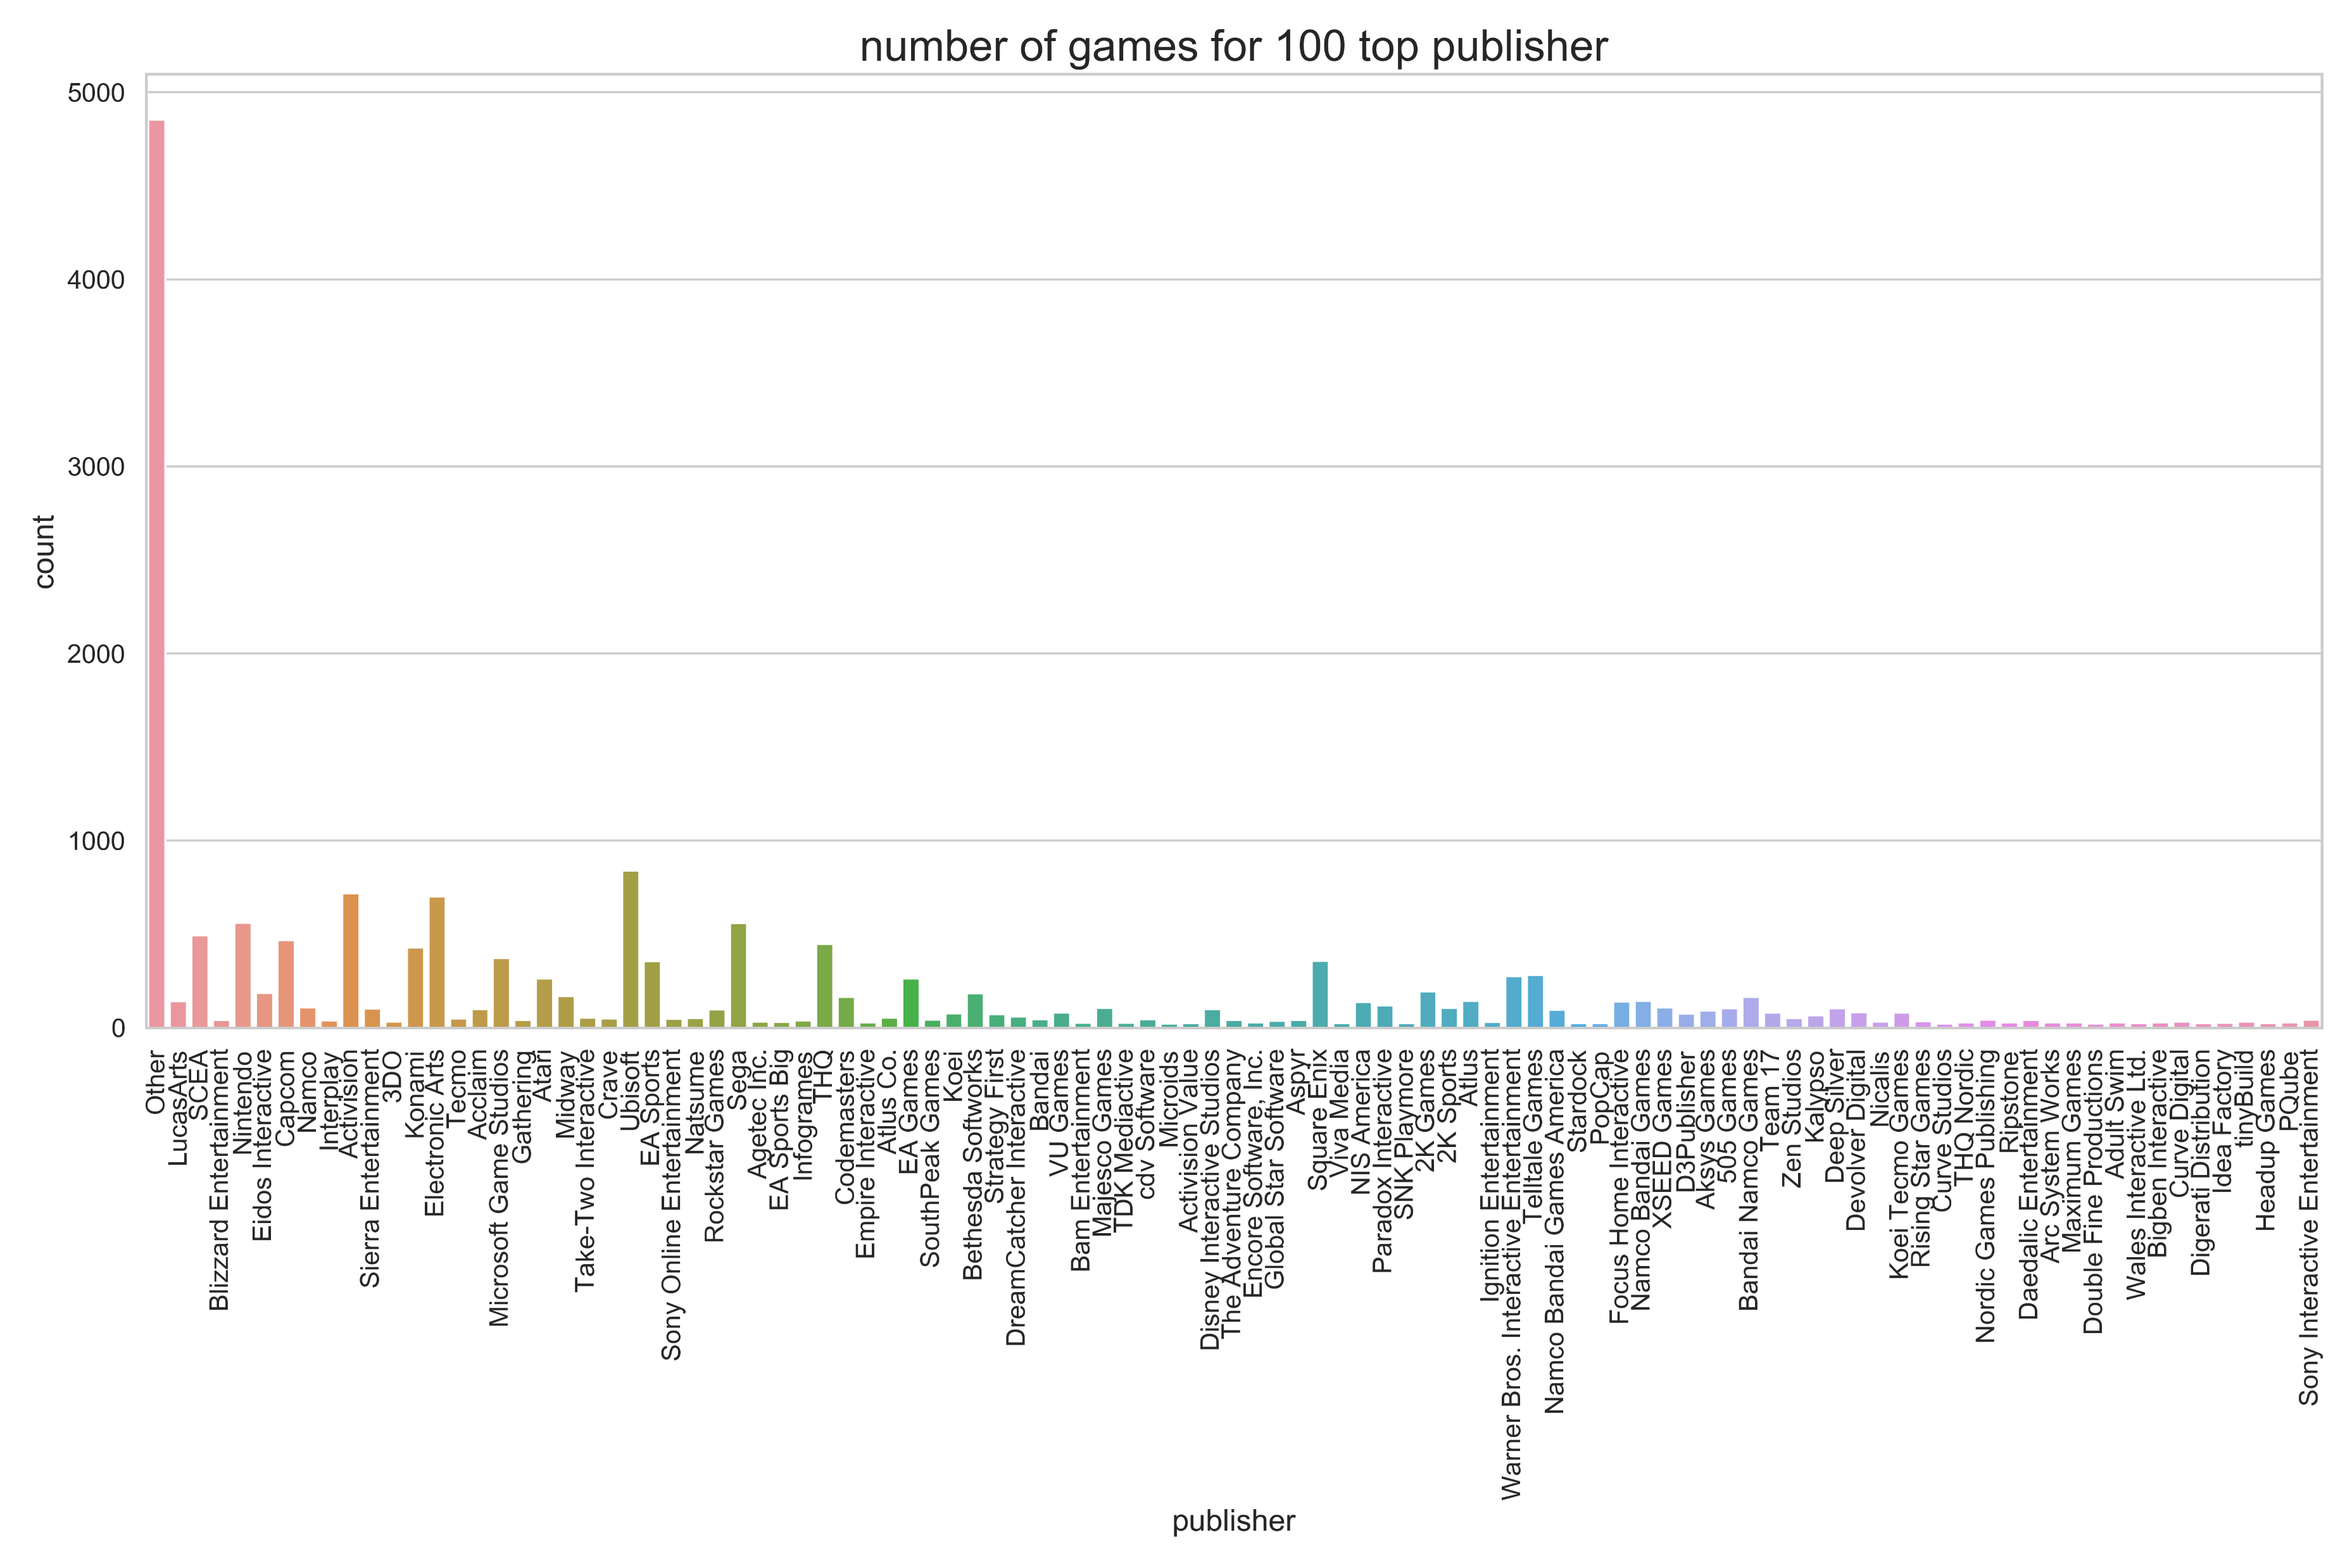 number of games for 100 top publisher
5000
4000
3000
2000
1000
0
count
Other
LucasArts
SCEA
Blizzard Entertainment
Nintendo
Eidos Interactive
Capcom
Namco
Interplay
Activision
Sierra Entertainment
3DO
Konami
Electronic Arts
Tecmo
Acclaim
Microsoft Game Studios
Gathering
Atari
Midway
Take-Two Interactive
Crave
Ubisoft
EA Sports
Sony Online Entertainment
Natsume
Rockstar Games
Sega
Agetec Inc.
EA Sports Big
Infogrames
THQ
Codemasters
Empire Interactive
Atlus Co.
EA Games
SouthPeak Games
Koei
Bethesda Softworks
Strategy First
DreamCatcher Interactive
Bandai
VU Games
Bam Entertainment
Majesco Games
TDK Mediactive
cdv Software
Microids
Activision Value
Disney Interactive Studios
The Adventure Company
Encore Software, Inc.
Global Star Software
Aspyr
Square Enix
Viva Media
NIS America
Paradox Interactive
SNK Playmore
2K Games
2K Sports
Atlus
Ignition Entertainment
Warner Bros. Interactive Entertainment
Telltale Games
Namco Bandai Games America
Stardock
PopCap
Focus Home Interactive
Namco Bandai Games
XSEED Games
D3Publisher
Aksys Games
505 Games
Bandai Namco Games
Team 17
Zen Studios
Kalypso
Deep Silver
Devolver Digital
Nicalis
Koei Tecmo Games
Rising Star Games
Curve Studios
THQ Nordic
Nordic Games Publishing
Ripstone
Daedalic Entertainment
Arc System Works
Maximum Games
Double Fine Productions
Adult Swim
Wales Interactive Ltd.
Bigben Interactive
Curve Digital
Digerati Distribution
Idea Factory
tinyBuild
Headup Games
PQube
Sony Interactive Entertainment
publisher